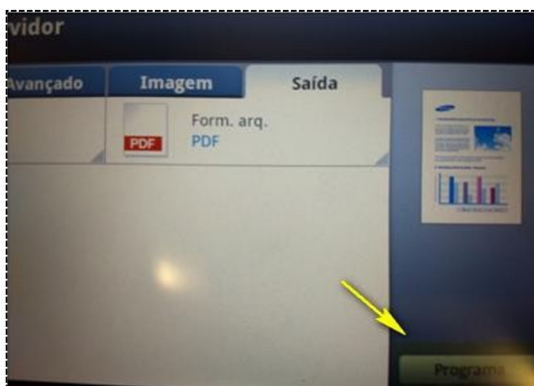 vidor
Avançado Imagem Saída
Form. arq.
PDF PDF
Programa